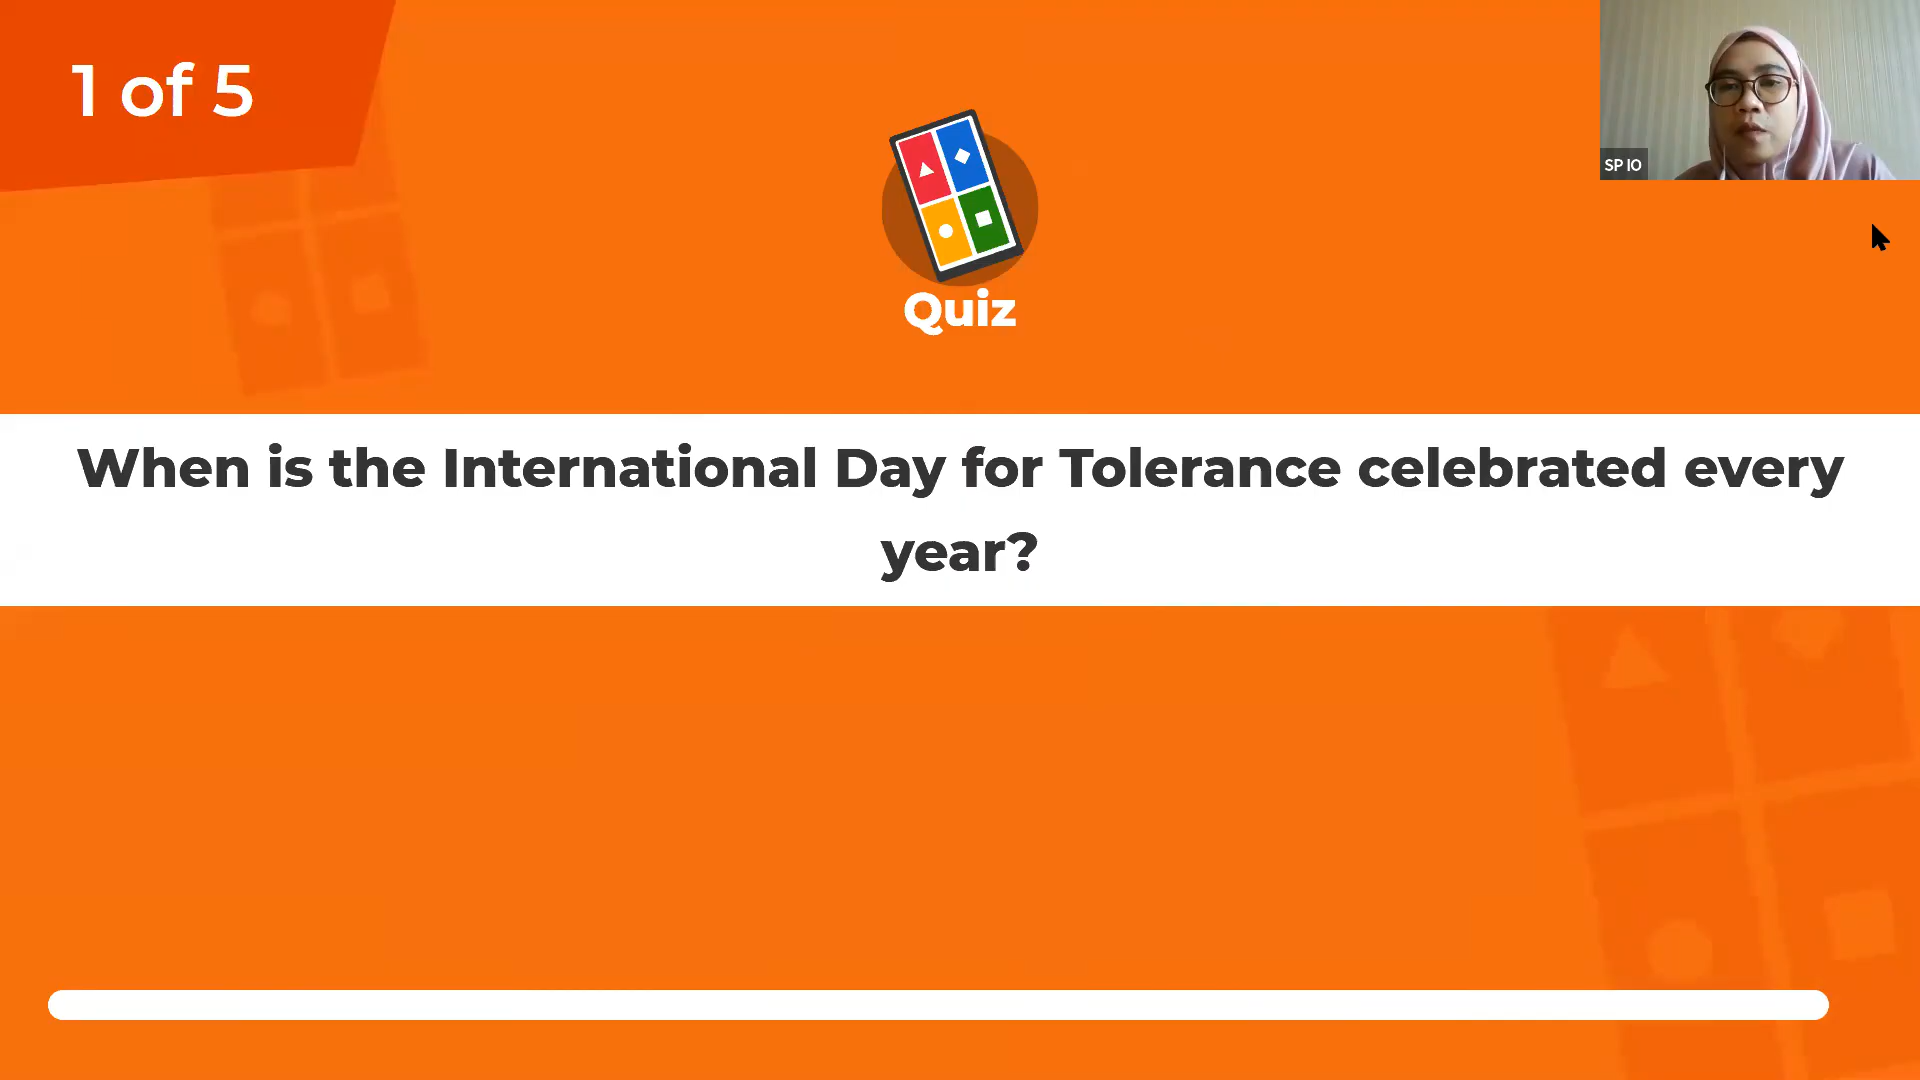 1 of 5
SP IO
Quiz
When is the International Day for Tolerance celebrated every
year?